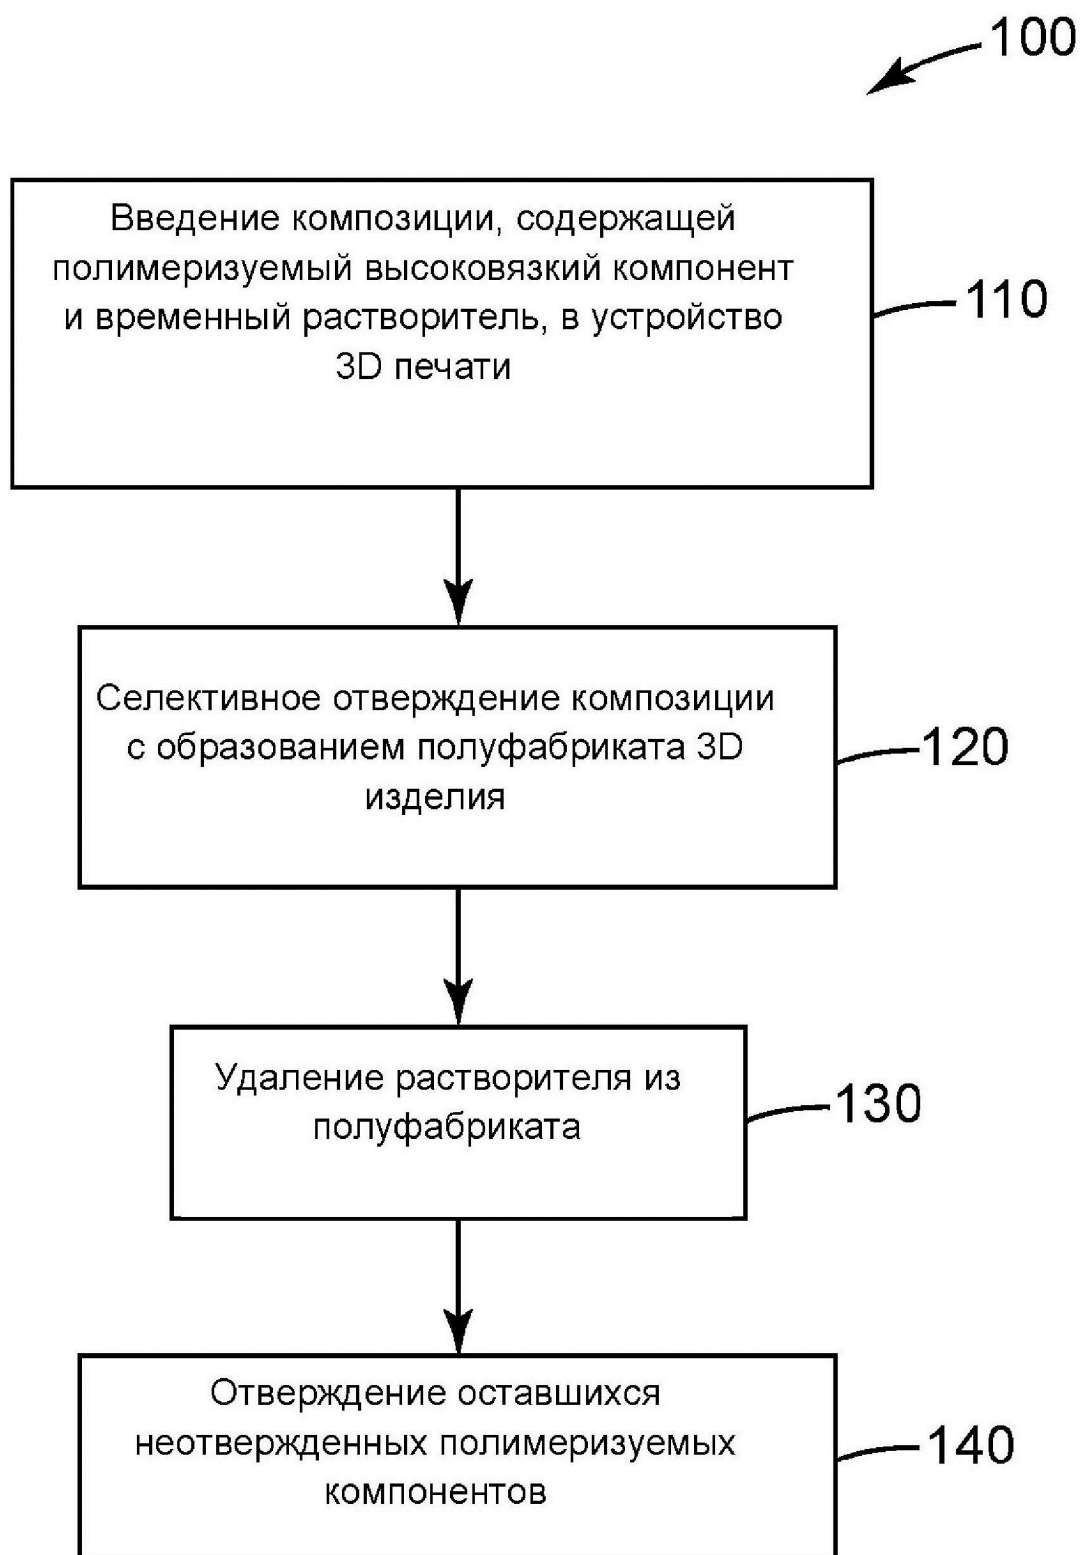 100
Введение композиции, содержащей
полимеризуемый высоковязкий компонент
и временный растворитель, в устройство
3D печати
110
Селективное отверждение композиции
с образованием полуфабриката 3D
изделия
120
Удаление растворителя из
полуфабриката
130
Отверждение оставшихся
неотвержденных полимеризуемых
компонентов
140